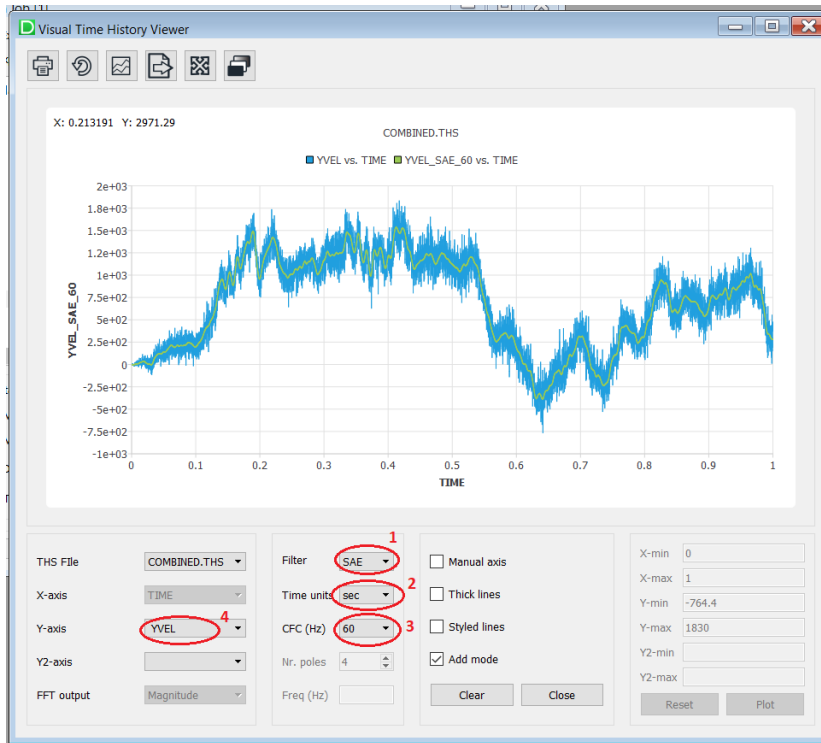 Job [1]
Visual Time History Viewer
X: 0.213191 Y: 2971.29
COMBINED.THS
YVEL vs. TIME YVEL_SAE_60 vs. TIME
2e+03
1.8e+03
1.5e+03
1.2e+03
1e+03
7.5e+02
5e+02
2.5e+02
0
-2.5e+02
-5e+02
-7.5e+02
-1e+03
YVEL_SAE_60
0 0.1 0.2 0.3 0.4 0.5 0.6 0.7 0.8 0.9 1
TIME
THS FIle COMBINED.THS
X-axis TIME
Y-axis YVEL 4
Y2-axis
FFT output Magnitude
1
Filter SAE
Time units sec 2
CFC (Hz) 60 3
Nr. poles 4
Freq (Hz)
Manual axis
Thick lines
Styled lines
Add mode
Clear Close
X-min 0
X-max 1
Y-min -764.4
Y-max 1830
Y2-min
Y2-max
Reset Plot